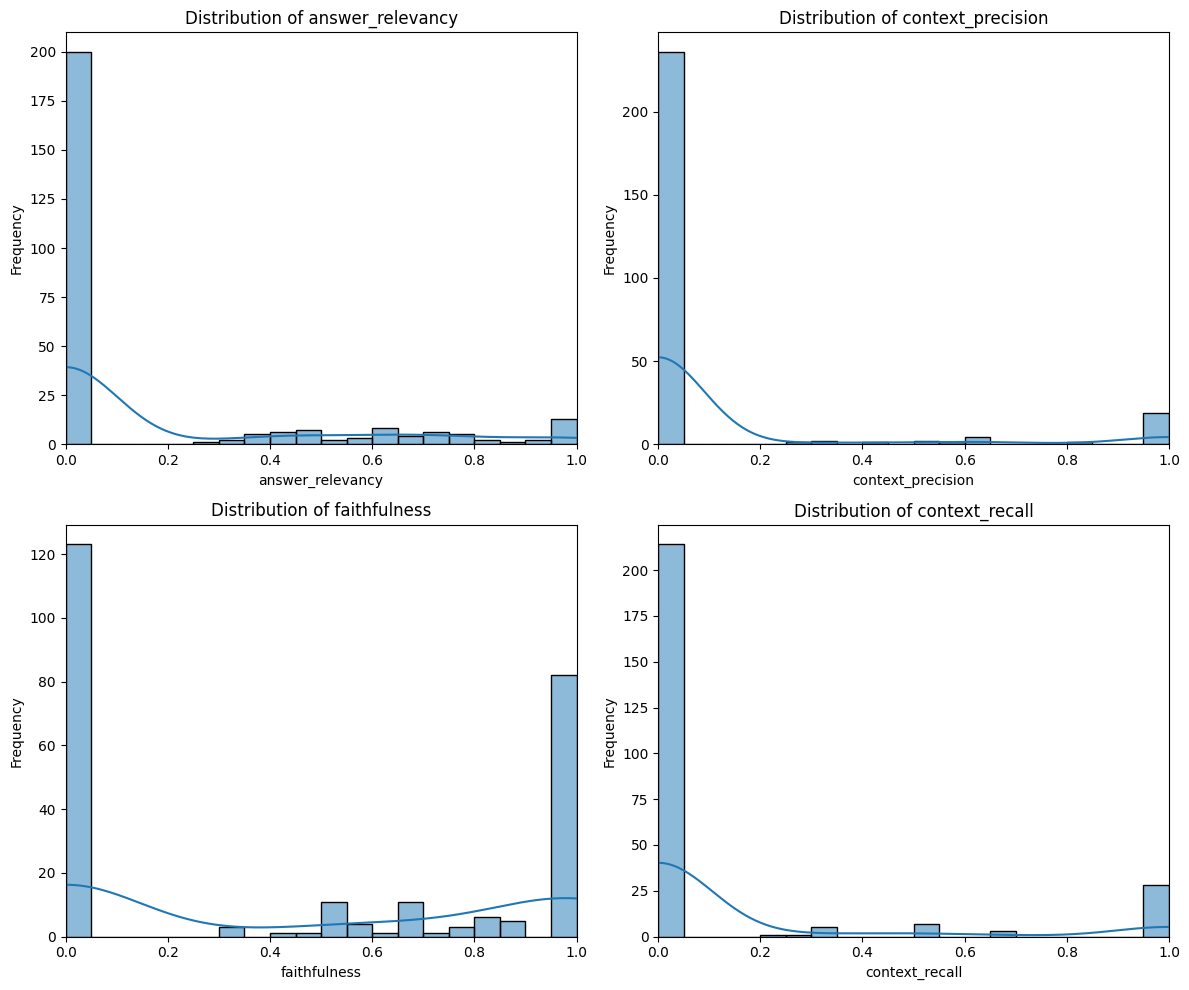 Distribution of answer_relevancy
Frequency
200
175
150
125
100
75
50
25
0
0.0 0.2 0.4 0.6 0.8 1.0
answer_relevancy
Distribution of context_precision
Frequency
200
150
100
50
0
0.0 0.2 0.4 0.6 0.8 1.0
context_precision
Distribution of faithfulness
Frequency
120
100
80
60
40
20
0
0.0 0.2 0.4 0.6 0.8 1.0
faithfulness
Distribution of context_recall
Frequency
200
175
150
125
100
75
50
25
0
0.0 0.2 0.4 0.6 0.8 1.0
context_recall